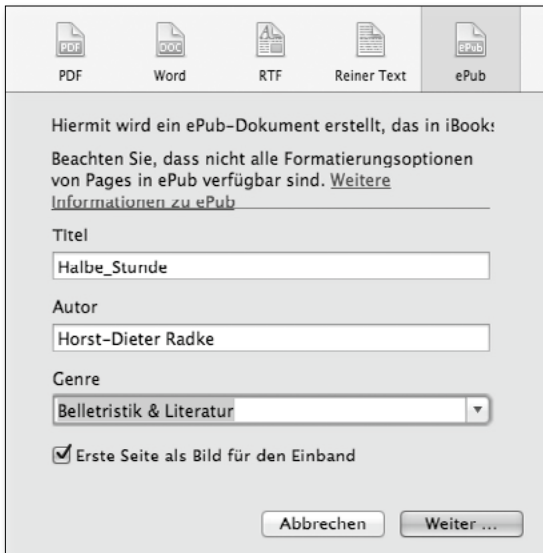 PDF DOC ePub
PDF Word RTF Reiner Text ePub
Hiermit wird ein ePub-Dokument erstellt, das in iBooks
Beachten Sie, dass nicht alle Formatierungsoptionen
von Pages in ePub verfügbar sind. Weitere
Informationen zu ePub
Titel
Halbe_Stunde
Autor
Horst-Dieter Radke
Genre
Belletristik & Literatur
Erste Seite als Bild für den Einband
Abbrechen Weiter ...